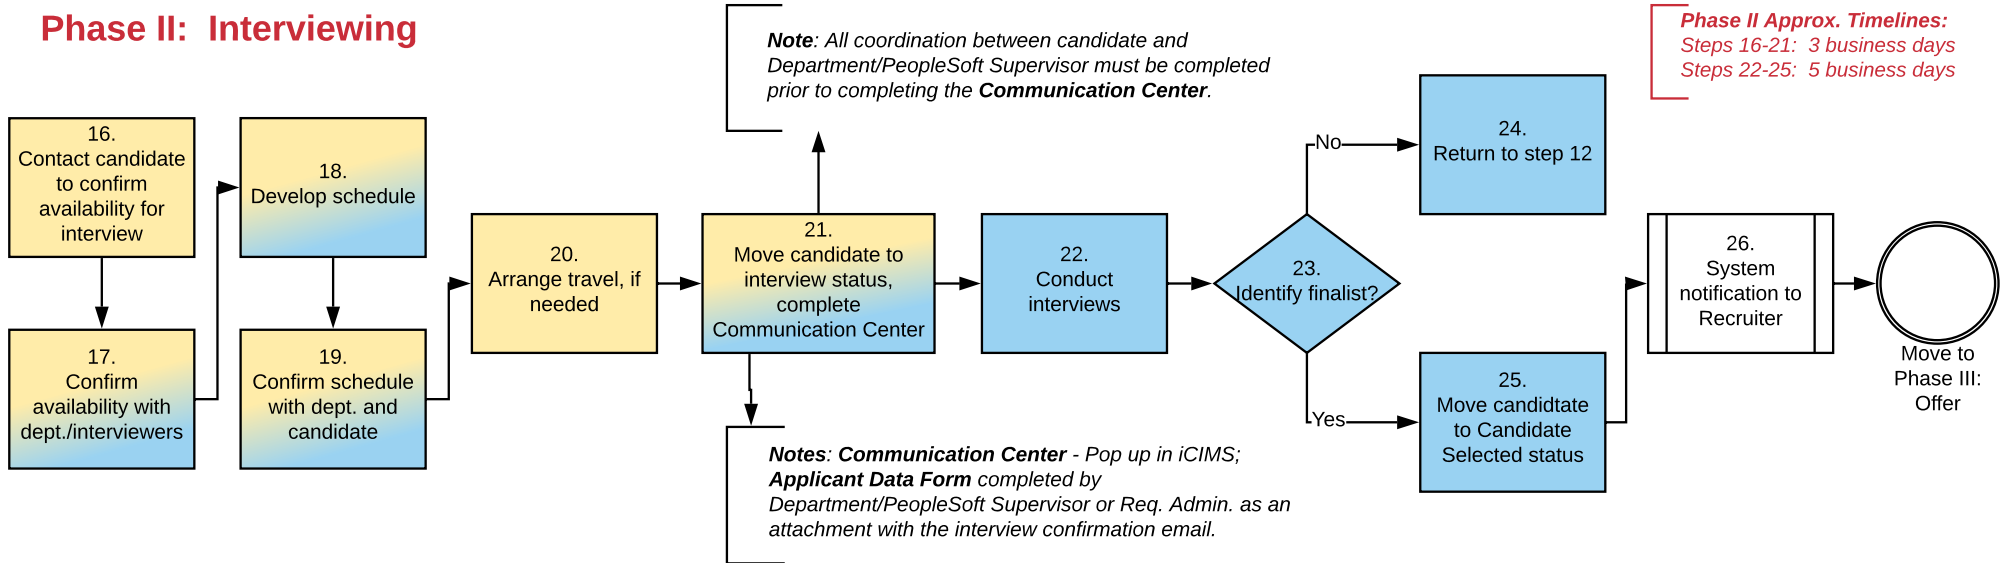 Phase II:  Interviewing
Note: All coordination between candidate and
Department/PeopleSoft Supervisor must be completed
prior to completing the Communication Center.
Phase II Approx. Timelines:
Steps 16-21:  3 business days
Steps 22-25:  5 business days
16.
Contact candidate
to confirm
availability for
interview
17.
Confirm
availability with
dept./interviewers
18.
Develop schedule
19.
Confirm schedule
with dept. and
candidate
20.
Arrange travel, if
needed
21.
Move candidate to
interview status,
complete
Communication Center
Notes: Communication Center - Pop up in iCIMS;
Applicant Data Form completed by
Department/PeopleSoft Supervisor or Req. Admin. as an
attachment with the interview confirmation email.
22.
Conduct
interviews
23.
Identify finalist?
No
24.
Return to step 12
Yes
25.
Move candidtate
to Candidate
Selected status
26.
System
notification to
Recruiter
Move to
Phase III:
Offer